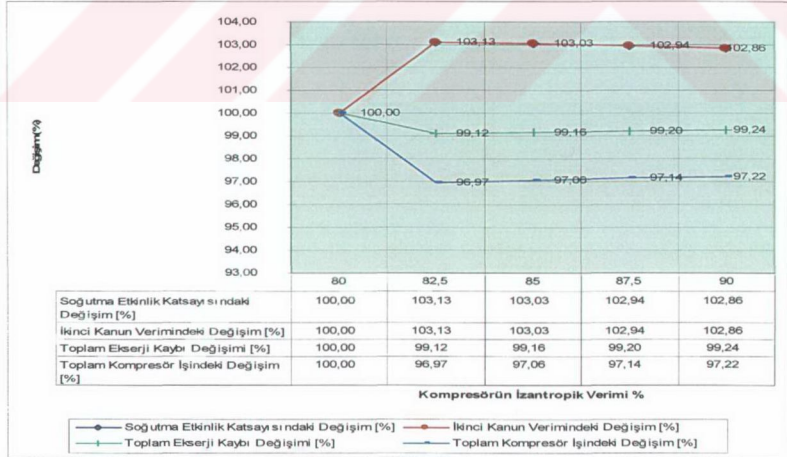 104,00
103,00
102,00
101,00
100,00
99,00
98,00
97,00
96,00
95,00
94,00
93,00
Değişim(%)
103,13 103,03 102,94 102,86
100,00
99,12 99,16 99,20 99,24
96,97 97,06 97,14 97,22
80 82,5 85 87,5 90
Soğutma Etkinlik Katsayısındaki
Değişim [%] 100,00 103,13 103,03 102,94 102,86
İkinci Kanun Verimindeki Değişim [%] 100,00 103,13 103,03 102,94 102,86
Toplam Ekserji Kaybı Değişimi [%] 100,00 99,12 99,16 99,20 99,24
Toplam Kompresör İşindeki Değişim
[%] 100,00 96,97 97,06 97,14 97,22
Kompresörün İzantropik Verimi %
Soğutma Etkinlik Katsayısındaki Değişim [%] İkinci Kanun Verimindeki Değişim [%]
Toplam Ekserji Kaybı Değişimi [%] Toplam Kompresör İşindeki Değişim [%]